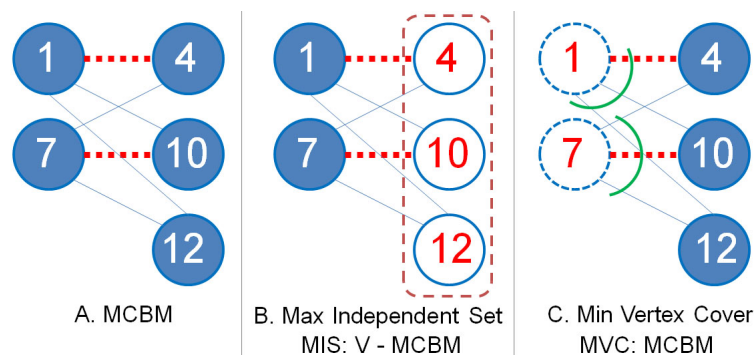 1 4
7 10
12
A. MCBM
1 4
7 10
12
B. Max Independent Set
MIS: V - MCBM
1 4
7 10
12
C. Min Vertex Cover
MVC: MCBM